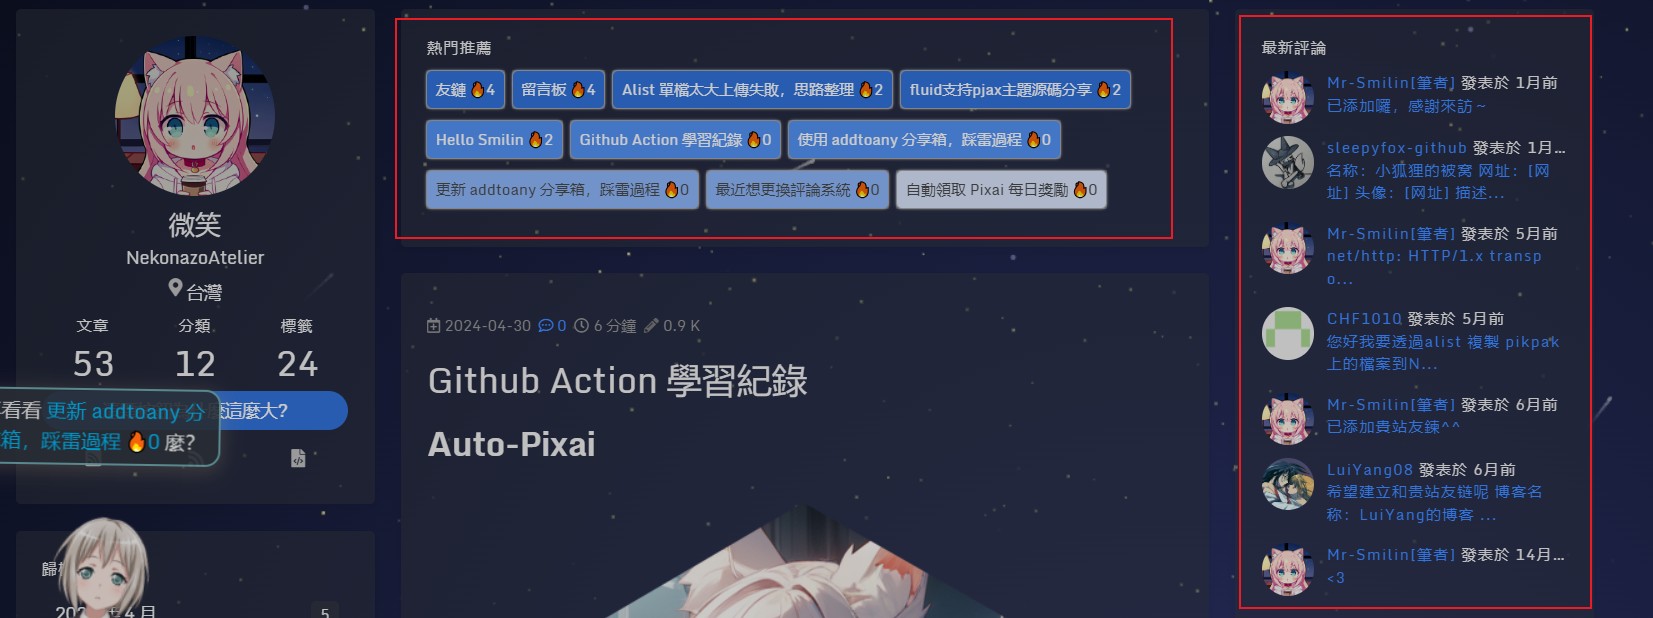 微笑
NekonazoAtelier
台灣
文章 分類 標籤
53 12 24
這麼大?
看看 更新 addtoany 分
箱，踩雷過程 🔥0 麼?
歸
4 月
5
熱門推薦
友鏈 🔥4 留言板 🔥4 Alist 單檔太大上傳失敗，思路整理 🔥2 fluid支持pjax主題源碼分享 🔥2
Hello Smilin 🔥2 Github Action 學習紀錄 🔥0 使用 addtoany 分享箱，踩雷過程 🔥0
更新 addtoany 分享箱，踩雷過程 🔥0 最近想更換評論系統 🔥0 自動領取 Pixai 每日獎勵 🔥0
2024-04-30 0 6 分鐘 0.9 K
Github Action 學習紀錄
Auto-Pixai
最新評論
Mr-Smilin[筆者] 發表於 1月前
已添加囉，感謝來訪～
sleepyfox-github 發表於 1月...
名称：小狐狸的被窝 网址：[网
址] 头像：[网址] 描述...
Mr-Smilin[筆者] 發表於 5月前
net/http: HTTP/1.x transp
o...
CHF1010 發表於 5月前
您好我要透過alist 複製 pikpak
上的檔案到N...
Mr-Smilin[筆者] 發表於 6月前
已添加貴站友鍊^^
LuiYang08 發表於 6月前
希望建立和贵站友链呢 博客名
称：LuiYang的博客 ...
Mr-Smilin[筆者] 發表於 14月...
<3